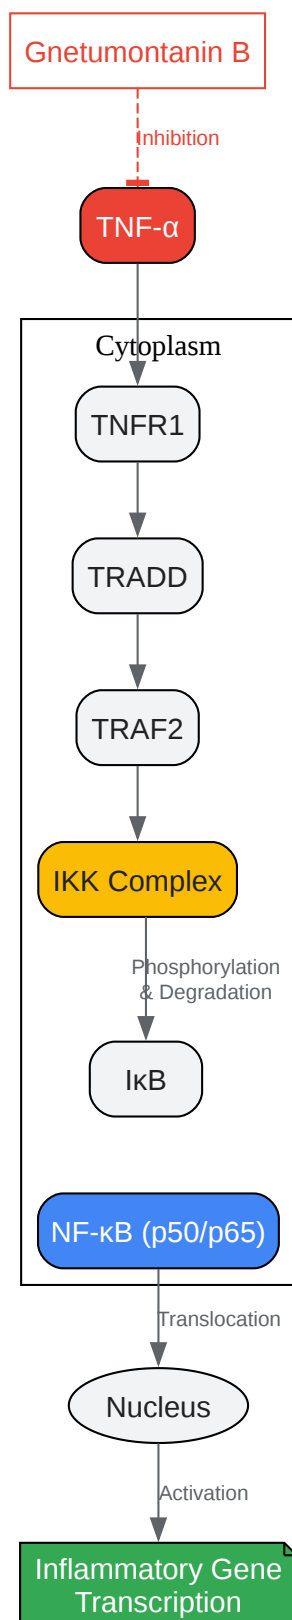 Gnetumontanin B
Inhibition
TNF-α
Cytoplasm
TNFR1
TRADD
TRAF2
IKK Complex
Phosphorylation
& Degradation
IκB
NF-κB (p50/p65)
Translocation
Nucleus
Activation
Inflammatory Gene
Transcription